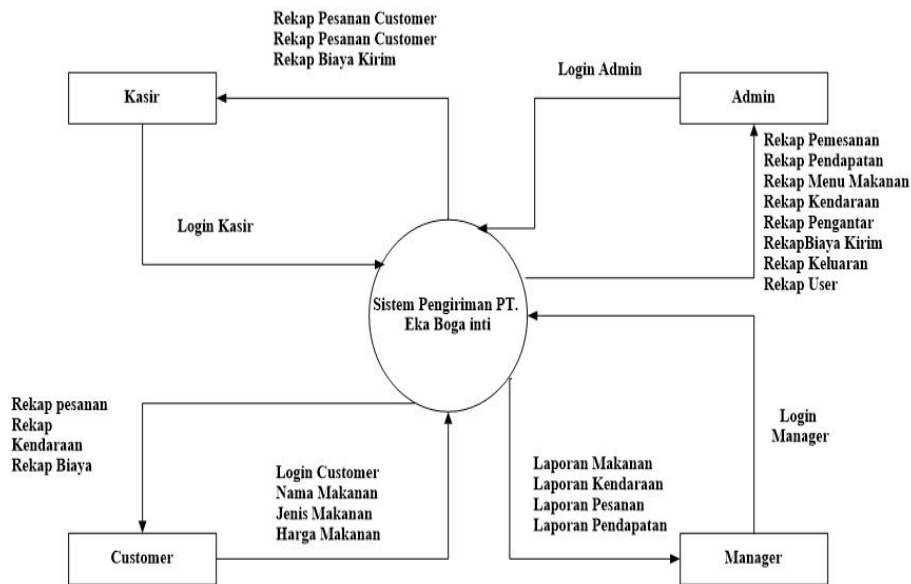 Rekap Pesanan Customer
Rekap Pesanan Customer
Rekap Biaya Kirim
Kasir
Login Admin
Admin
Rekap Pemesanan
Rekap Pendapatan
Rekap Menu Makanan
Rekap Kendaraan
Rekap Pengantar
RekapBiaya Kirim
Rekap Keluaran
Rekap User
Login Kasir
Sistem Pengiriman PT.
Eka Boga inti
Rekap pesanan
Rekap
Kendaraan
Rekap Biaya
Login Customer
Nama Makanan
Jenis Makanan
Harga Makanan
Laporan Makanan
Laporan Kendaraan
Laporan Pesanan
Laporan Pendapatan
Login
Manager
Customer
Manager